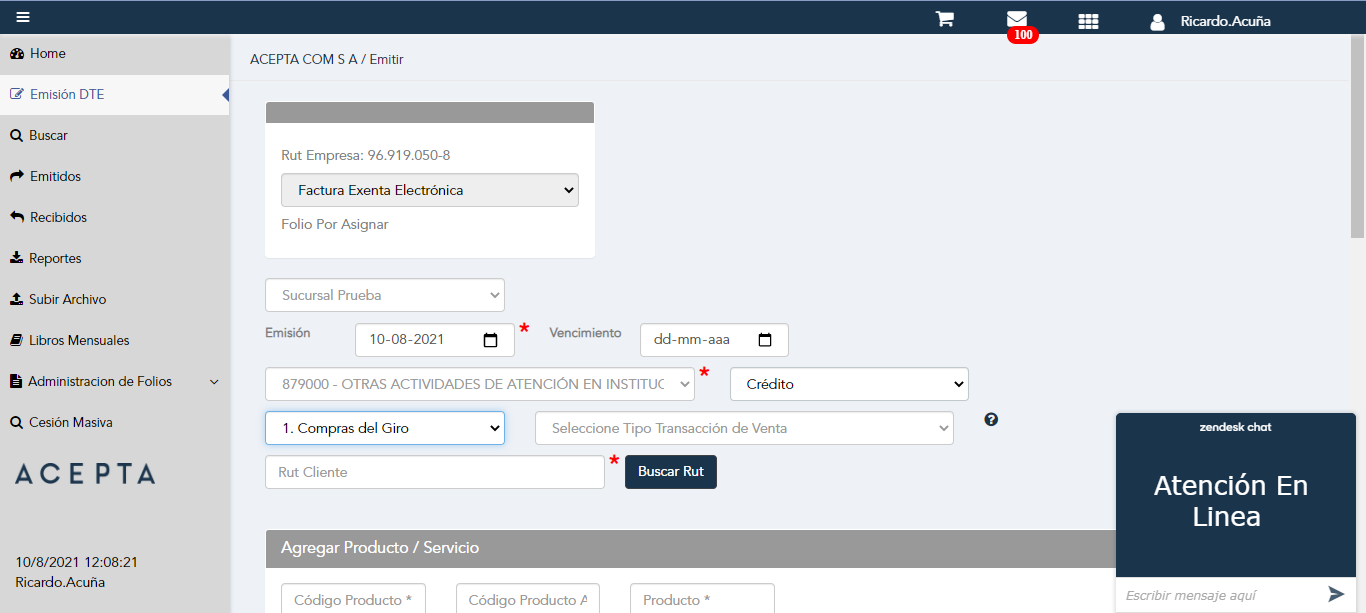 100
Ricardo.Acuña
Home
Emisión DTE
Buscar
Emitidos
Recibidos
Reportes
Subir Archivo
Libros Mensuales
Administracion de Folios
Cesión Masiva
ACEPTA
10/8/2021 12:08:21
Ricardo.Acuña
ACEPTA COM S A / Emitir
Rut Empresa: 96.919.050-8
Factura Exenta Electrónica
Folio Por Asignar
Sucursal Prueba
Emisión 10-08-2021 * Vencimiento dd-mm-aaa
879000 - OTRAS ACTIVIDADES DE ATENCIÓN EN INSTITUC * Crédito
1. Compras del Giro Seleccione Tipo Transacción de Venta ?
Rut Cliente * Buscar Rut
Agregar Producto / Servicio
Código Producto * Código Producto A Producto *
zendesk chat
Atención En
Linea
Escribir mensaje aquí